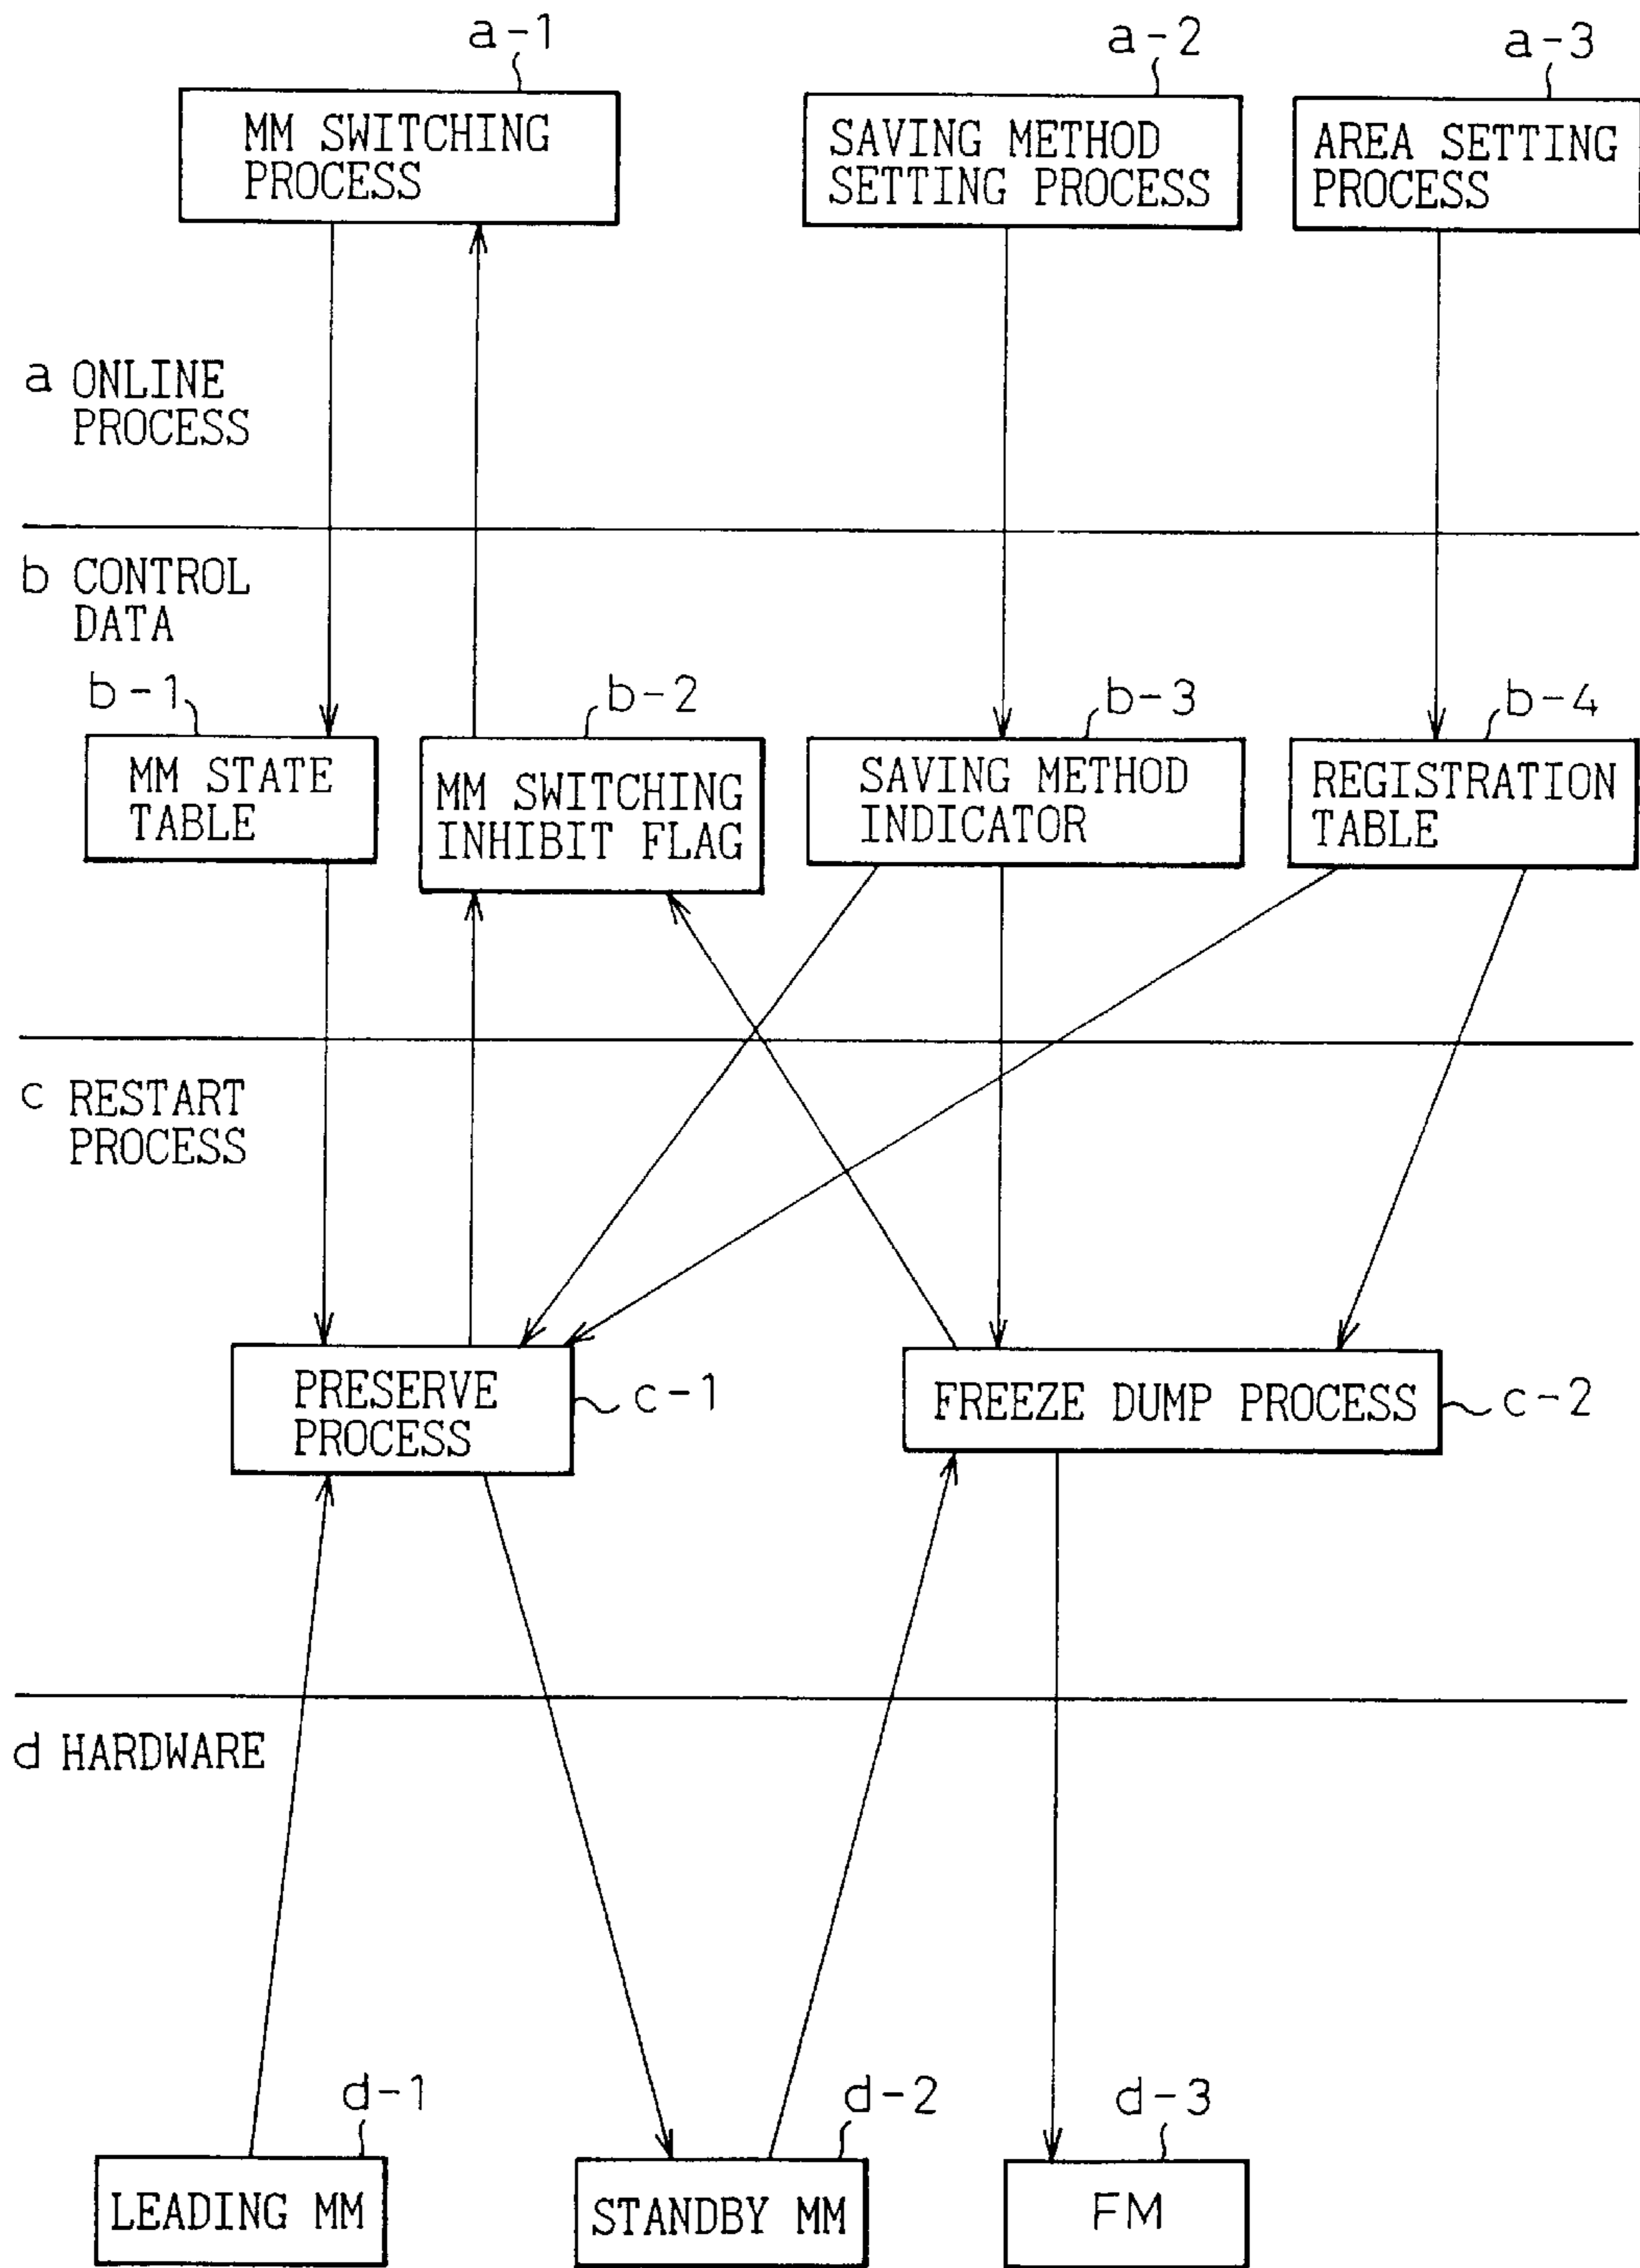 a-1
a-2
a-3
MM SWITCHING
PROCESS
SAVING METHOD
SETTING PROCESS
AREA SETTING
PROCESS
a ONLINE
PROCESS
b CONTROL
DATA
b-1
b-2
b-3
b-4
MM STATE
TABLE
MM SWITCHING
INHIBIT FLAG
SAVING METHOD
INDICATOR
REGISTRATION
TABLE
c RESTART
PROCESS
PRESERVE
PROCESS
c-1
FREEZE DUMP PROCESS
c-2
d HARDWARE
d-1
d-2
d-3
LEADING MM
STANDBY MM
FM